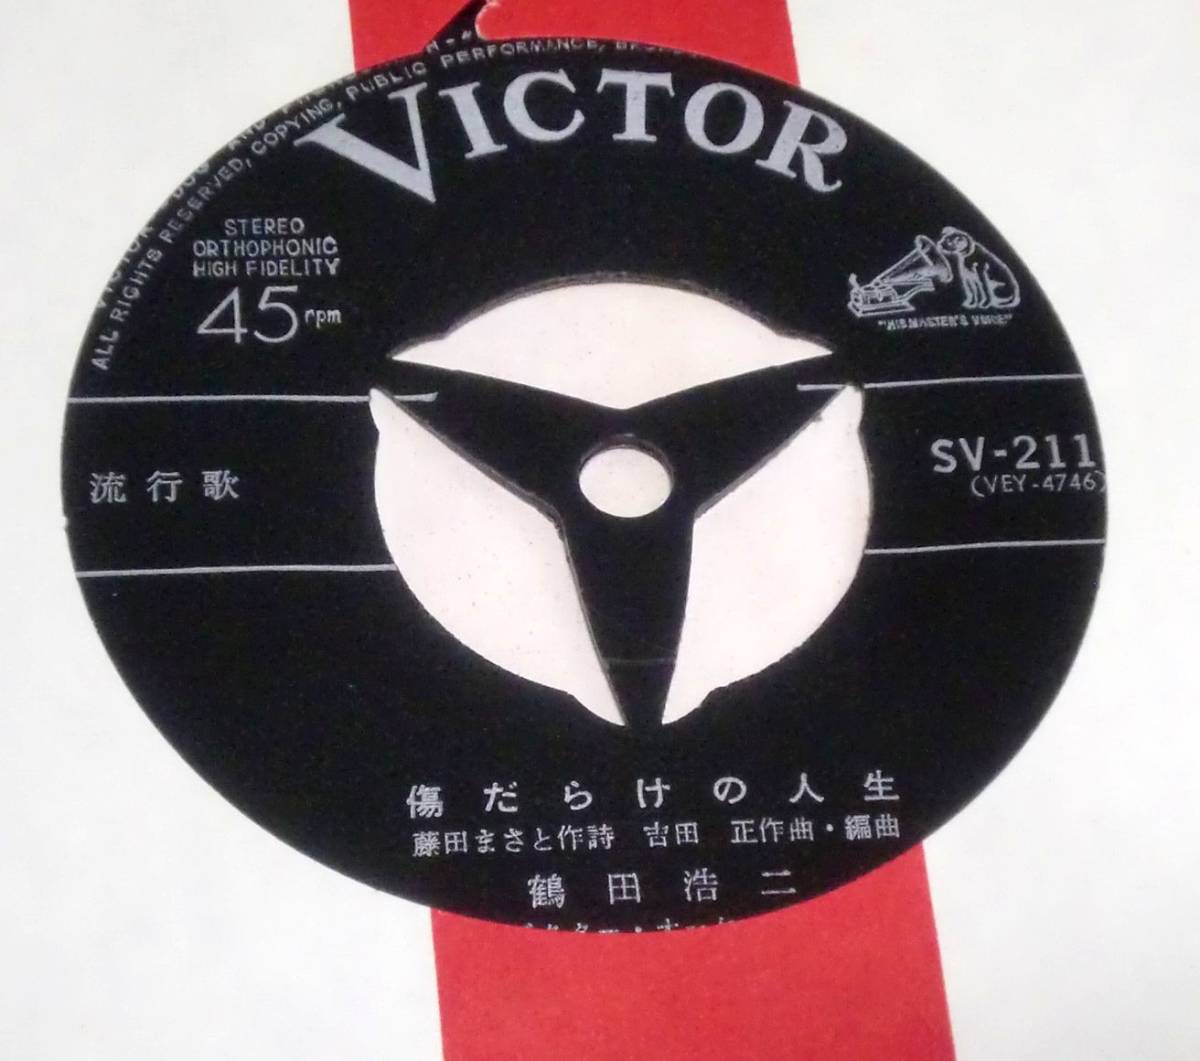 ALL RIGHTS RESERVED, COPYING, PUBLIC PERFORMANCE,
VICTOR
STEREO
ORTHOPHONIC
HIGH FIDELITY
45 rpm
"HIS MASTER'S VOICE"
流行歌
SV-211
(VEY-4746)
傷だらけの人生
藤田まさと作詩 吉田 正作曲・編曲
鶴田浩二